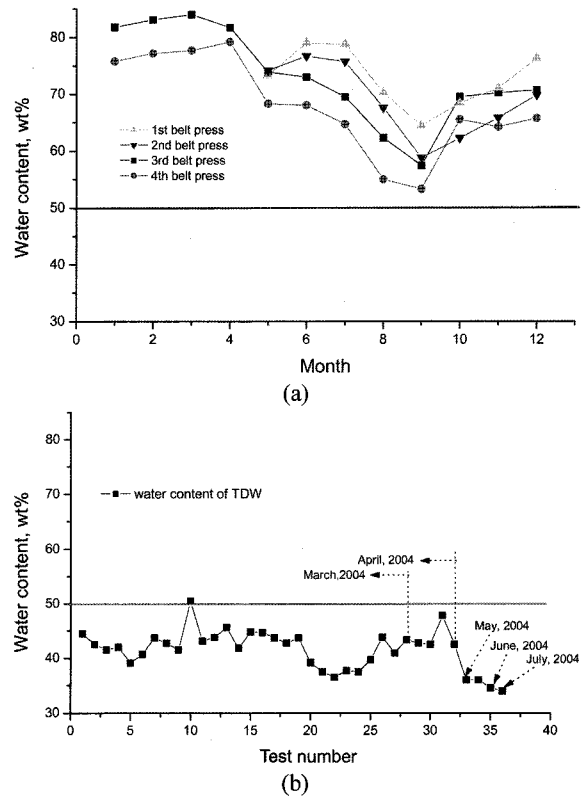 80
70
60
50
40
30
Water content, wt%
1st belt press
2nd belt press
3rd belt press
4th belt press
0
2
4
6
8
10
12
Month
(a)
80
70
60
50
40
30
Water content, wt%
water content of TDW
April, 2004
March,2004
May, 2004
June, 2004
July, 2004
0
5
10
15
20
25
30
35
40
Test number
(b)